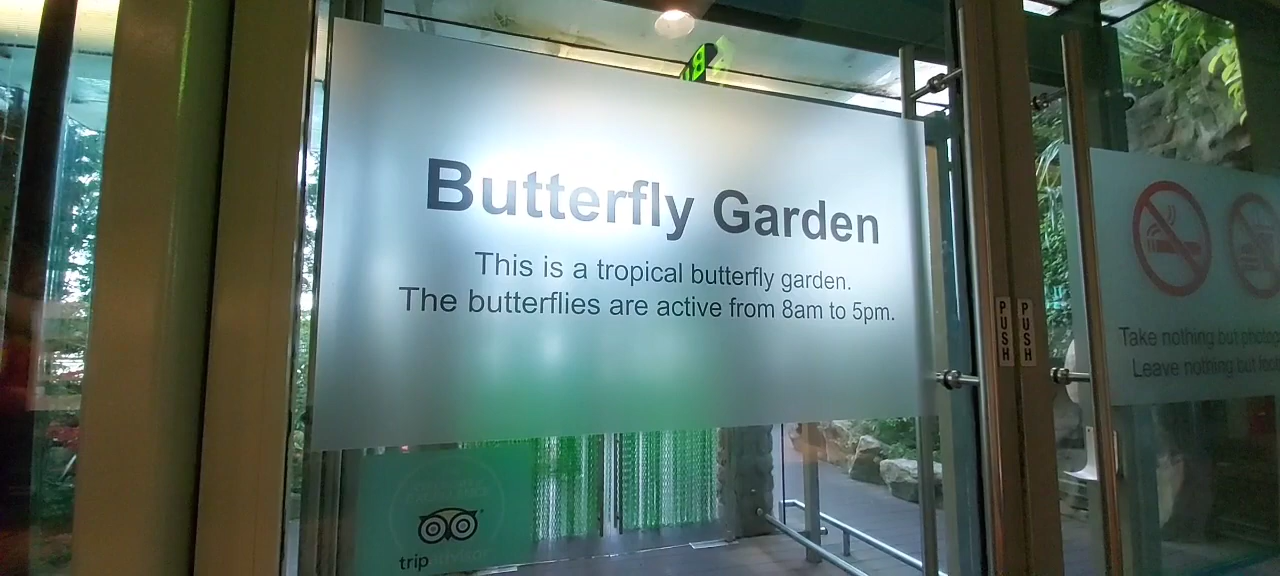 Butterfly Garden
This is a tropical butterfly garden.
The butterflies are active from 8am to 5pm.
PUSH
PUSH
Take nothing but
Leave nothing but
trip